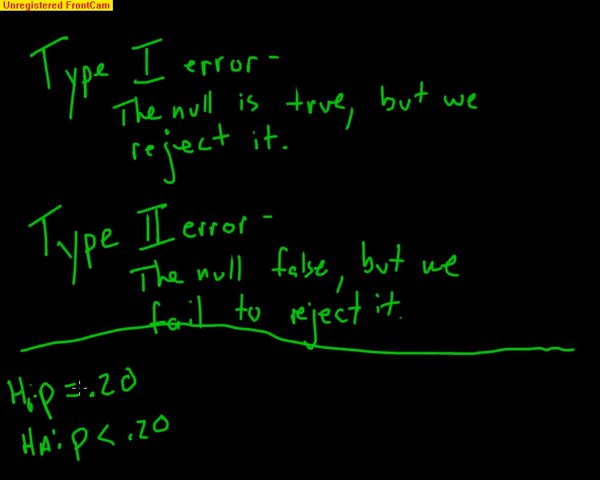 Unregistered FrontCam
Type I error -
The null is true, but we
reject it.
Type II error -
The null false, but we
fail to reject it.
H₀: p = .20
HA: p < .20